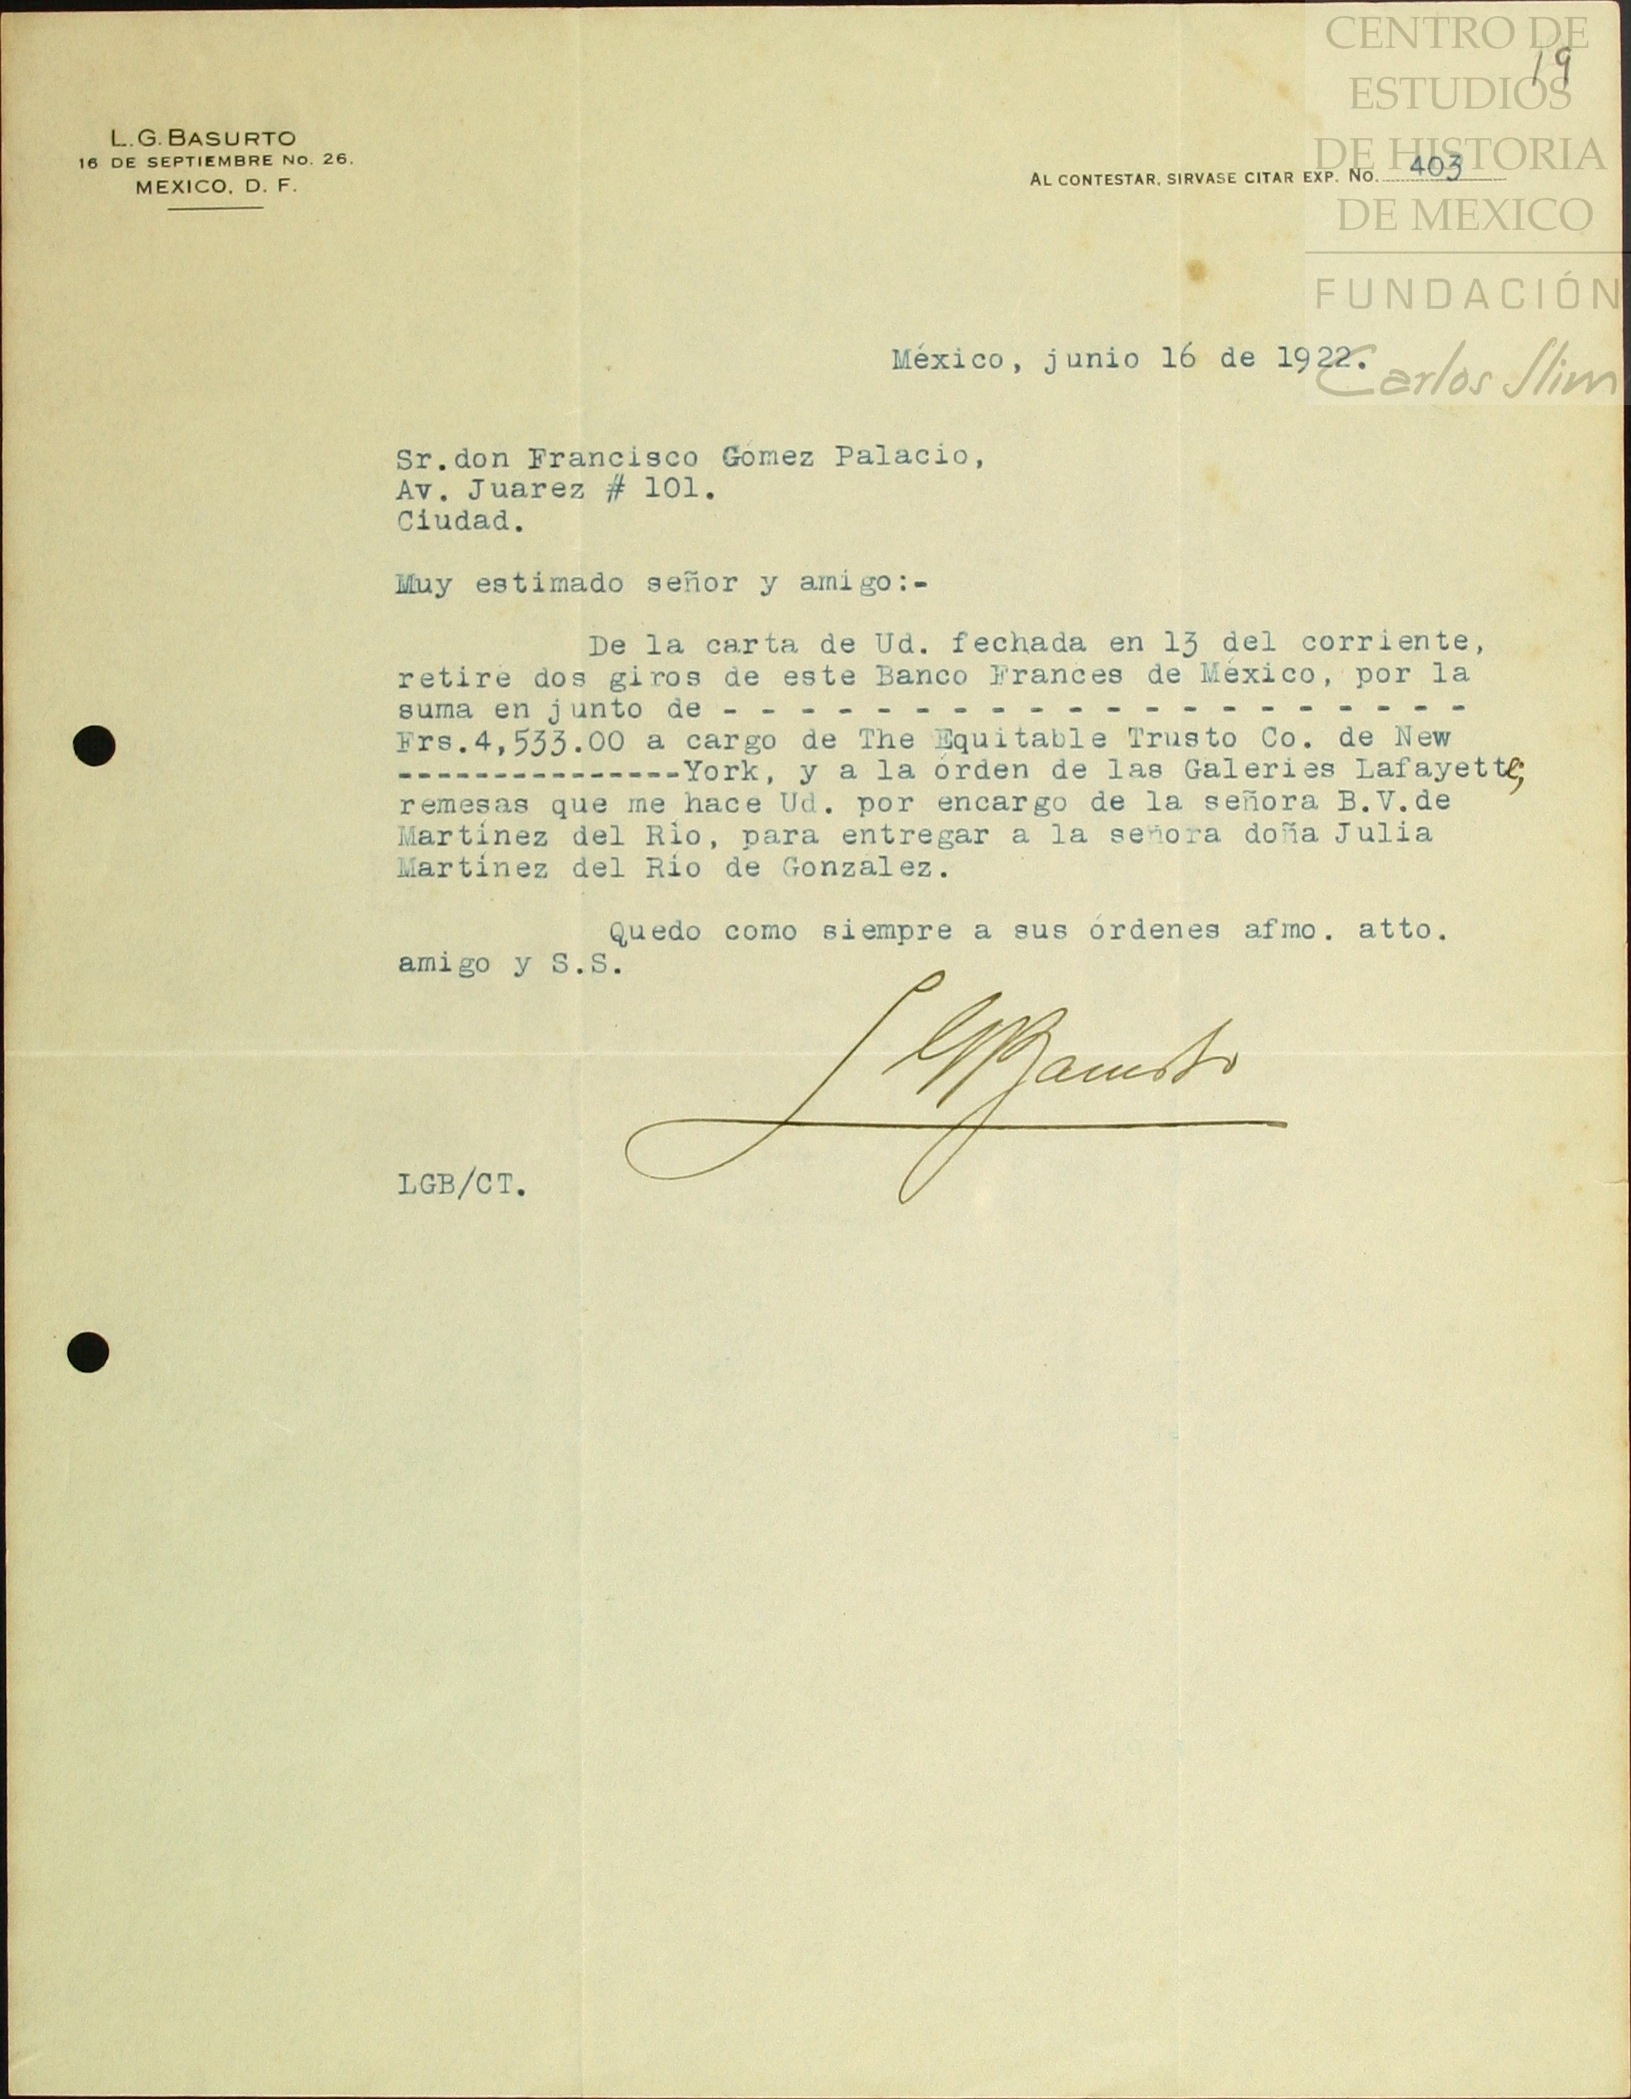 CENTRO DE
ESTUDIOS
DE HISTORIA
DE MEXICO
FUNDACIÓN
Carlos Slim
19
L. G. BASURTO
16 DE SEPTIEMBRE No. 26.
MEXICO, D. F.
AL CONTESTAR, SIRVASE CITAR EXP. No. 403
México, junio 16 de 1922.
Sr.don Francisco Gómez Palacio,
Av. Juarez # 101.
Ciudad.
Muy estimado señor y amigo:-
De la carta de Ud. fechada en 13 del corriente,
retiré dos giros de este Banco Francés de México, por la
suma en junto de - - - - - - - - - - - - - - - - - - - -
Frs.4,533.00 a cargo de The Equitable Trusto Co. de New
---------------York, y a la órden de las Galeries Lafayette;
remesas que me hace Ud. por encargo de la señora B.V.de
Martínez del Río, para entregar a la señora doña Julia
Martínez del Río de González.
Quedo como siempre a sus órdenes afmo. atto.
amigo y S.S.
L G Basurto
LGB/CT.